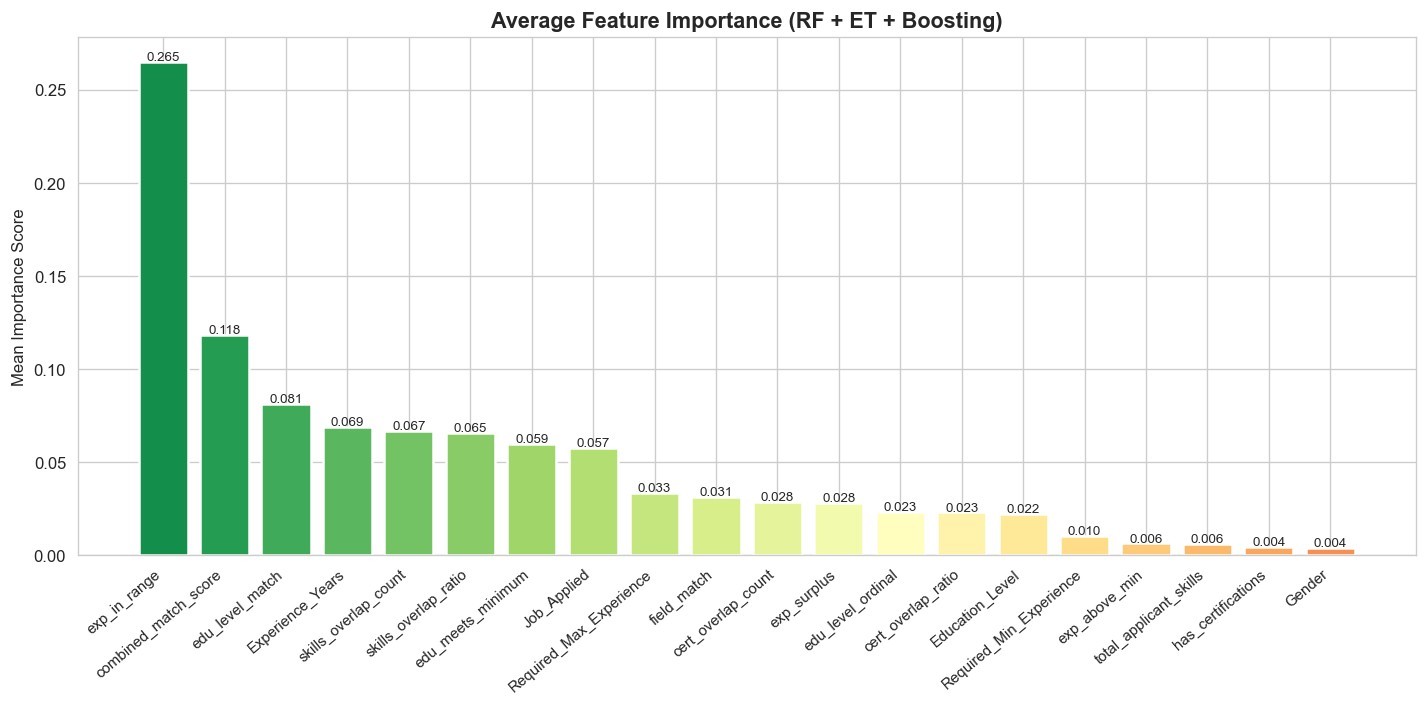 Average Feature Importance (RF + ET + Boosting)
Mean Importance Score
0.25
0.20
0.15
0.10
0.05
0.00
0.265
0.118
0.081
0.069
0.067
0.065
0.059
0.057
0.033
0.031
0.028
0.028
0.023
0.023
0.022
0.010
0.006
0.006
0.004
0.004
exp_in_range
combined_match_score
edu_level_match
Experience_Years
skills_overlap_count
skills_overlap_ratio
edu_meets_minimum
Job_Applied
Required_Max_Experience
field_match
cert_overlap_count
exp_surplus
edu_level_ordinal
cert_overlap_ratio
Education_Level
Required_Min_Experience
exp_above_min
total_applicant_skills
has_certifications
Gender